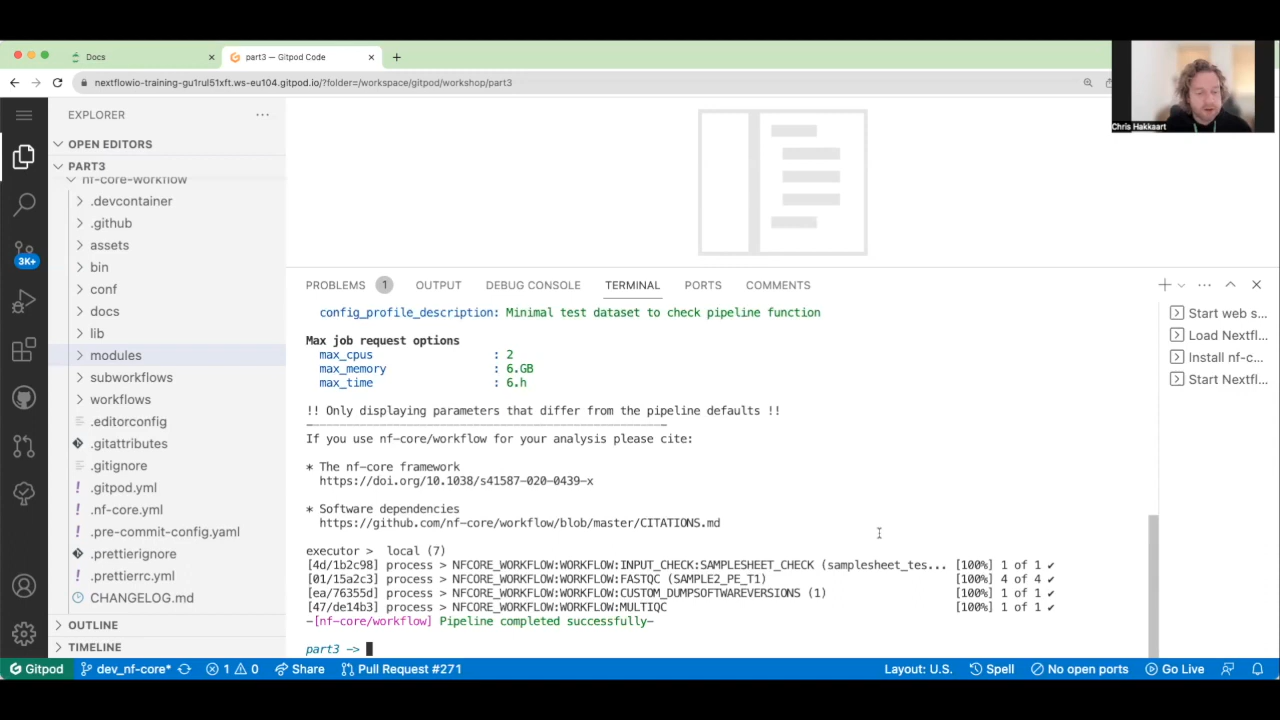 Docs
part3 — Gitpod Code
nextflowio-training-gu1rul51xft.ws-eu104.gitpod.io/?folder=/workspace/gitpod/workshop/part3
Chris Hakkaart
EXPLORER
OPEN EDITORS
PART3
nf-core-workflow
.devcontainer
.github
assets
bin
conf
docs
lib
modules
subworkflows
workflows
.editorconfig
.gitattributes
.gitignore
! .gitpod.yml
! .nf-core.yml
! .pre-commit-config.yaml
.prettierignore
! .prettierrc.yml
CHANGELOG.md
OUTLINE
TIMELINE
3K+
PROBLEMS 1 OUTPUT DEBUG CONSOLE TERMINAL PORTS COMMENTS
config_profile_description: Minimal test dataset to check pipeline function
Max job request options
max_cpus : 2
max_memory : 6.GB
max_time : 6.h
!! Only displaying parameters that differ from the pipeline defaults !!
------------------------------------------------------
If you use nf-core/workflow for your analysis please cite:
* The nf-core framework
https://doi.org/10.1038/s41587-020-0439-x
* Software dependencies
https://github.com/nf-core/workflow/blob/master/CITATIONS.md
executor > local (7)
[4d/1b2c98] process > NFCORE_WORKFLOW:WORKFLOW:INPUT_CHECK:SAMPLESHEET_CHECK (samplesheet_tes... [100%] 1 of 1 ✔
[01/15a2c3] process > NFCORE_WORKFLOW:WORKFLOW:FASTQC (SAMPLE2_PE_T1) [100%] 4 of 4 ✔
[ea/76355d] process > NFCORE_WORKFLOW:WORKFLOW:CUSTOM_DUMPSOFTWAREVERSIONS (1) [100%] 1 of 1 ✔
[47/de14b3] process > NFCORE_WORKFLOW:WORKFLOW:MULTIQC [100%] 1 of 1 ✔
-[nf-core/workflow] Pipeline completed successfully-
part3 ->
Start web s...
Load Nextfl...
Install nf-c...
Start Nextfl...
Gitpod dev_nf-core* 1 0 Share Pull Request #271 Layout: U.S. Spell No open ports Go Live